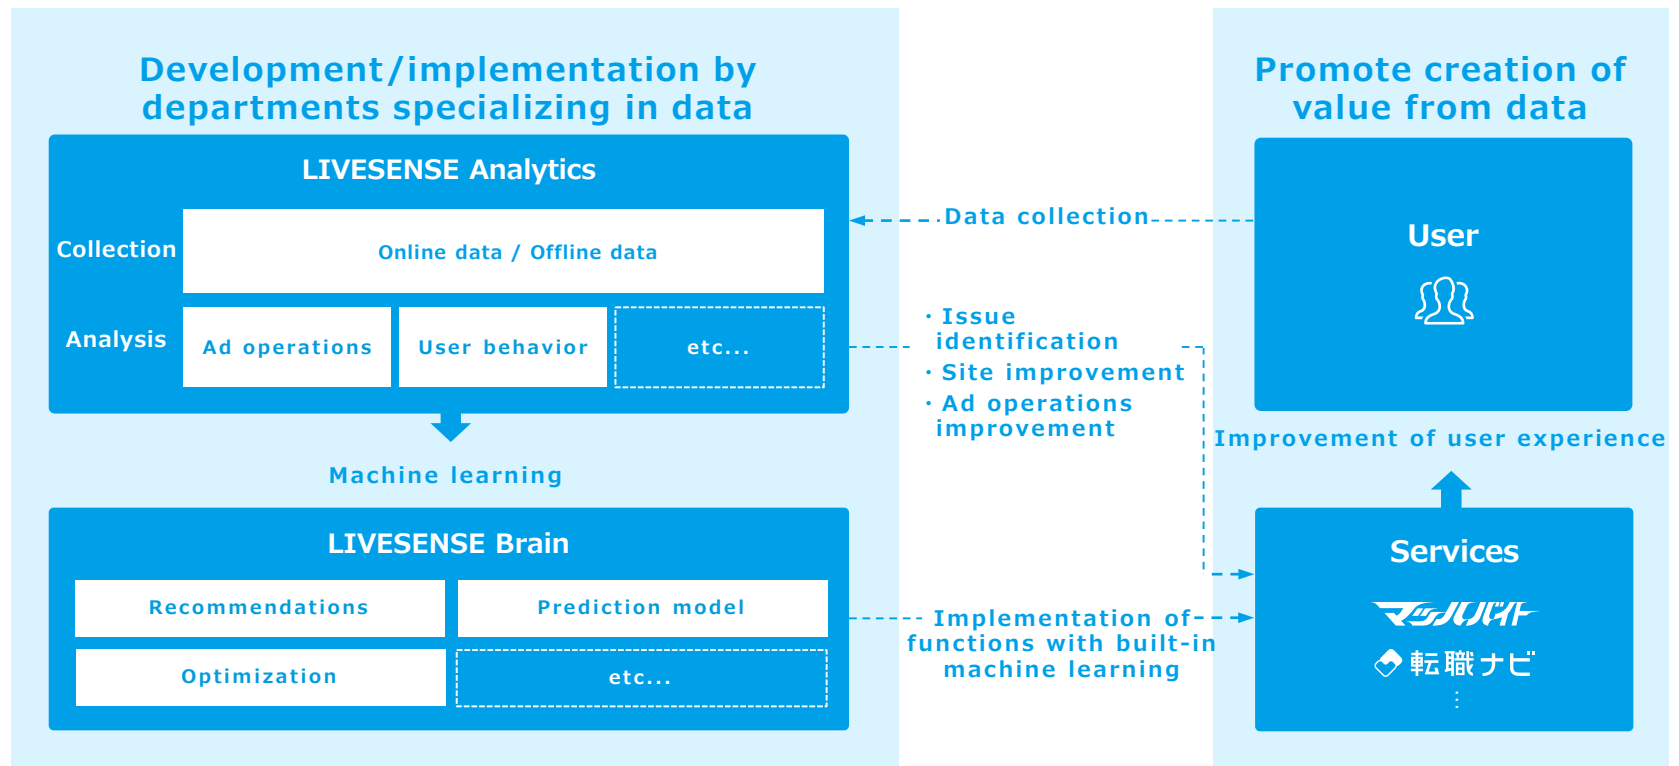 Development/implementation by
departments specializing in data
LIVESENSE Analytics
Collection
Online data / Offline data
Analysis
Ad operations
User behavior
etc...
Machine learning
LIVESENSE Brain
Recommendations
Prediction model
Optimization
etc...
Data collection
・Issue
identification
・Site improvement
・Ad operations
improvement
Implementation of
functions with built-in
machine learning
Promote creation of
value from data
User
Improvement of user experience
Services
マッハバイト
転職ナビ
⋮